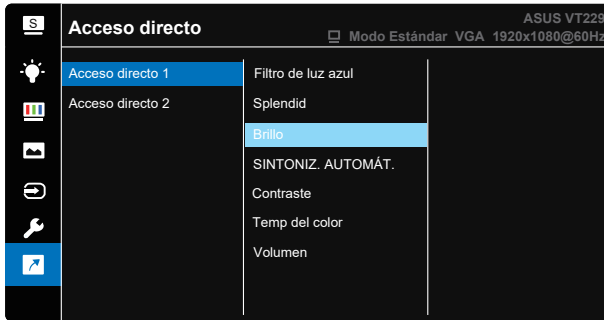 S
Acceso directo
ASUS VT229
Modo Estándar VGA 1920x1080@60Hz
Acceso directo 1
Acceso directo 2
Filtro de luz azul
Splendid
Brillo
SINTONIZ. AUTOMÁT.
Contraste
Temp del color
Volumen